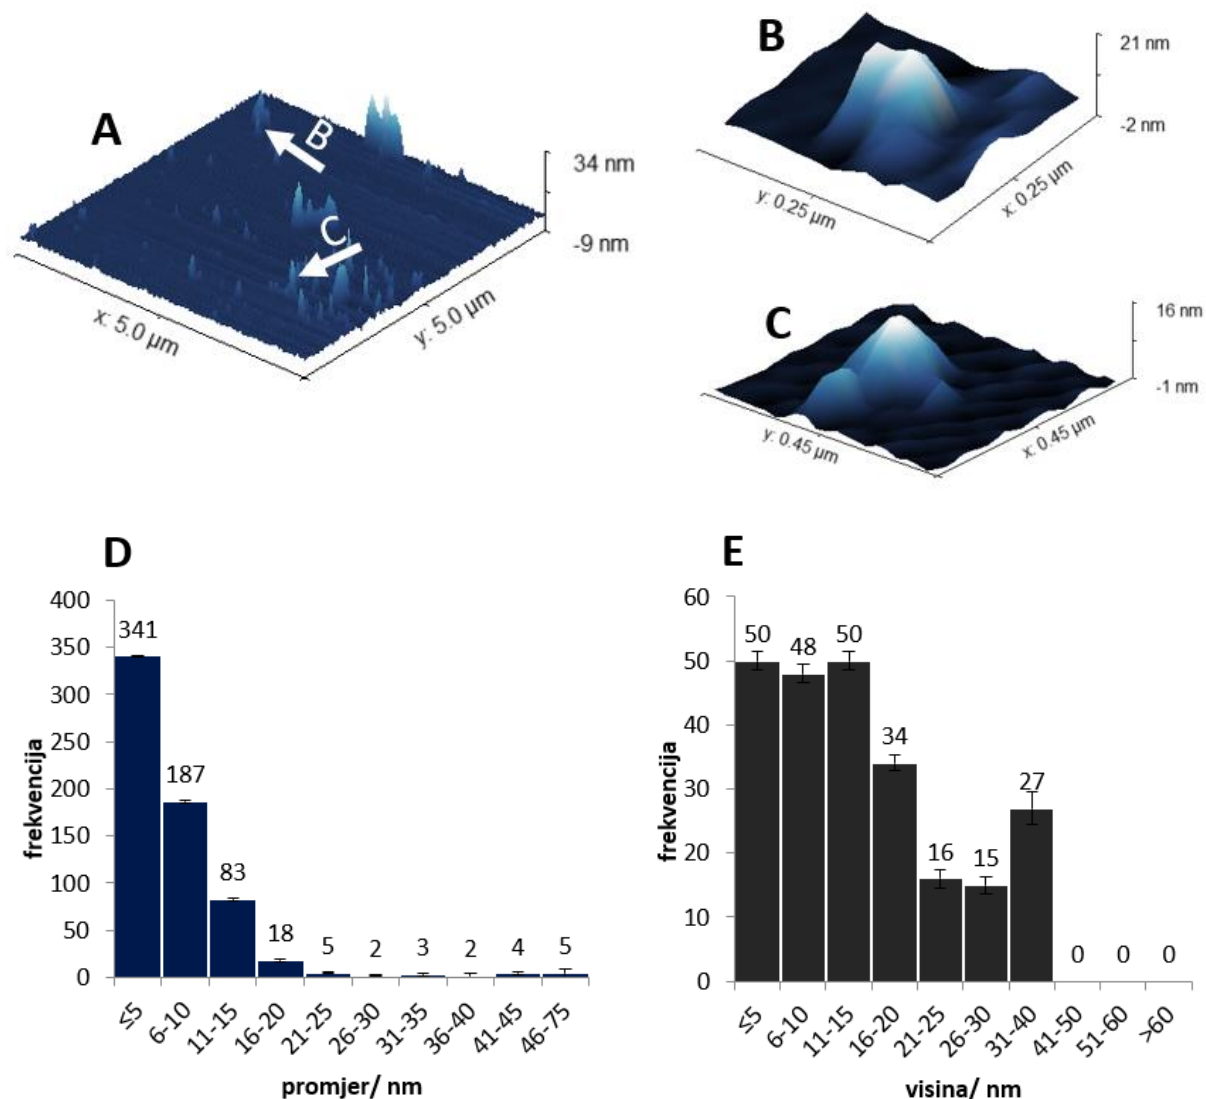 A
B
C
34 nm
-9 nm
x: 5.0 µm
y: 5.0 µm
B
21 nm
-2 nm
y: 0.25 µm
x: 0.25 µm
C
16 nm
-1 nm
y: 0.45 µm
x: 0.45 µm
D
frekvencija
400
350
300
250
200
150
100
50
0
341
187
83
18
5
2
3
2
4
5
≤5
6-10
11-15
16-20
21-25
26-30
31-35
36-40
41-45
46-75
promjer/ nm
E
frekvencija
60
50
40
30
20
10
0
50
48
50
34
16
15
27
0
0
0
≤5
6-10
11-15
16-20
21-25
26-30
31-40
41-50
51-60
>60
visina/ nm